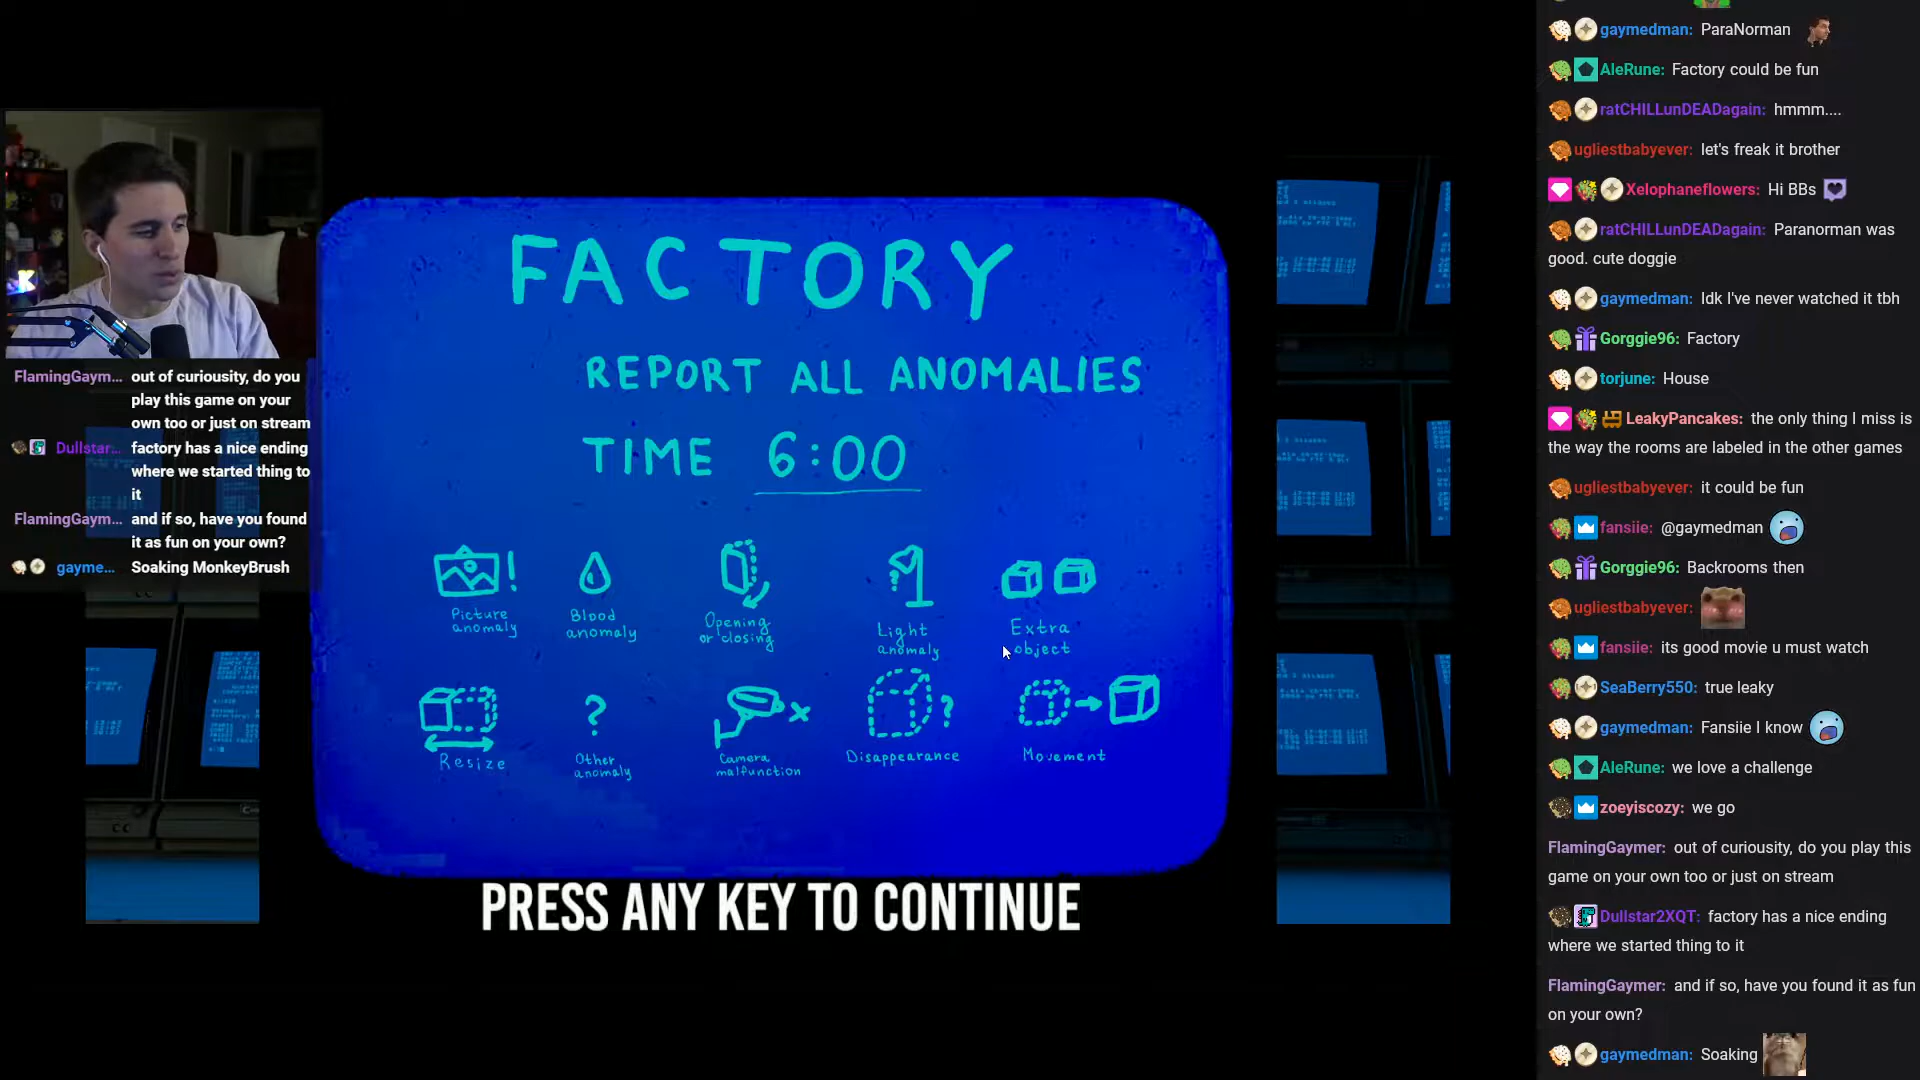 FACTORY
REPORT ALL ANOMALIES
TIME 6:00
Picture
anomaly
Blood
anomaly
Opening
or closing
Light
anomaly
Extra
object
Resize
?
Other
anomaly
Camera
malfunction
?
Disappearance
Movement
PRESS ANY KEY TO CONTINUE
FlamingGaym... out of curiosity, do you
play this game on your
own too or just on stream
Dullstar... factory has a nice ending
where we started thing to
it
FlamingGaym... and if so, have you found
it as fun on your own?
gayme... Soaking MonkeyBrush
gaymedman: ParaNorman
AleRune: Factory could be fun
ratCHILLunDEADagain: hmmm....
ugliestbabyever: let's freak it brother
Xelophaneflowers: Hi BBs
ratCHILLunDEADagain: Paranorman was
good. cute doggie
gaymedman: Idk I've never watched it tbh
Gorggie96: Factory
torjune: House
LeakyPancakes: the only thing I miss is
the way the rooms are labeled in the other games
ugliestbabyever: it could be fun
fansiie: @gaymedman
Gorggie96: Backrooms then
ugliestbabyever:
fansiie: its good movie u must watch
SeaBerry550: true leaky
gaymedman: Fansiie I know
AleRune: we love a challenge
zoeyiscozy: we go
FlamingGaymer: out of curiosity, do you play this
game on your own too or just on stream
Dullstar2XQT: factory has a nice ending
where we started thing to it
FlamingGaymer: and if so, have you found it as fun
on your own?
gaymedman: Soaking